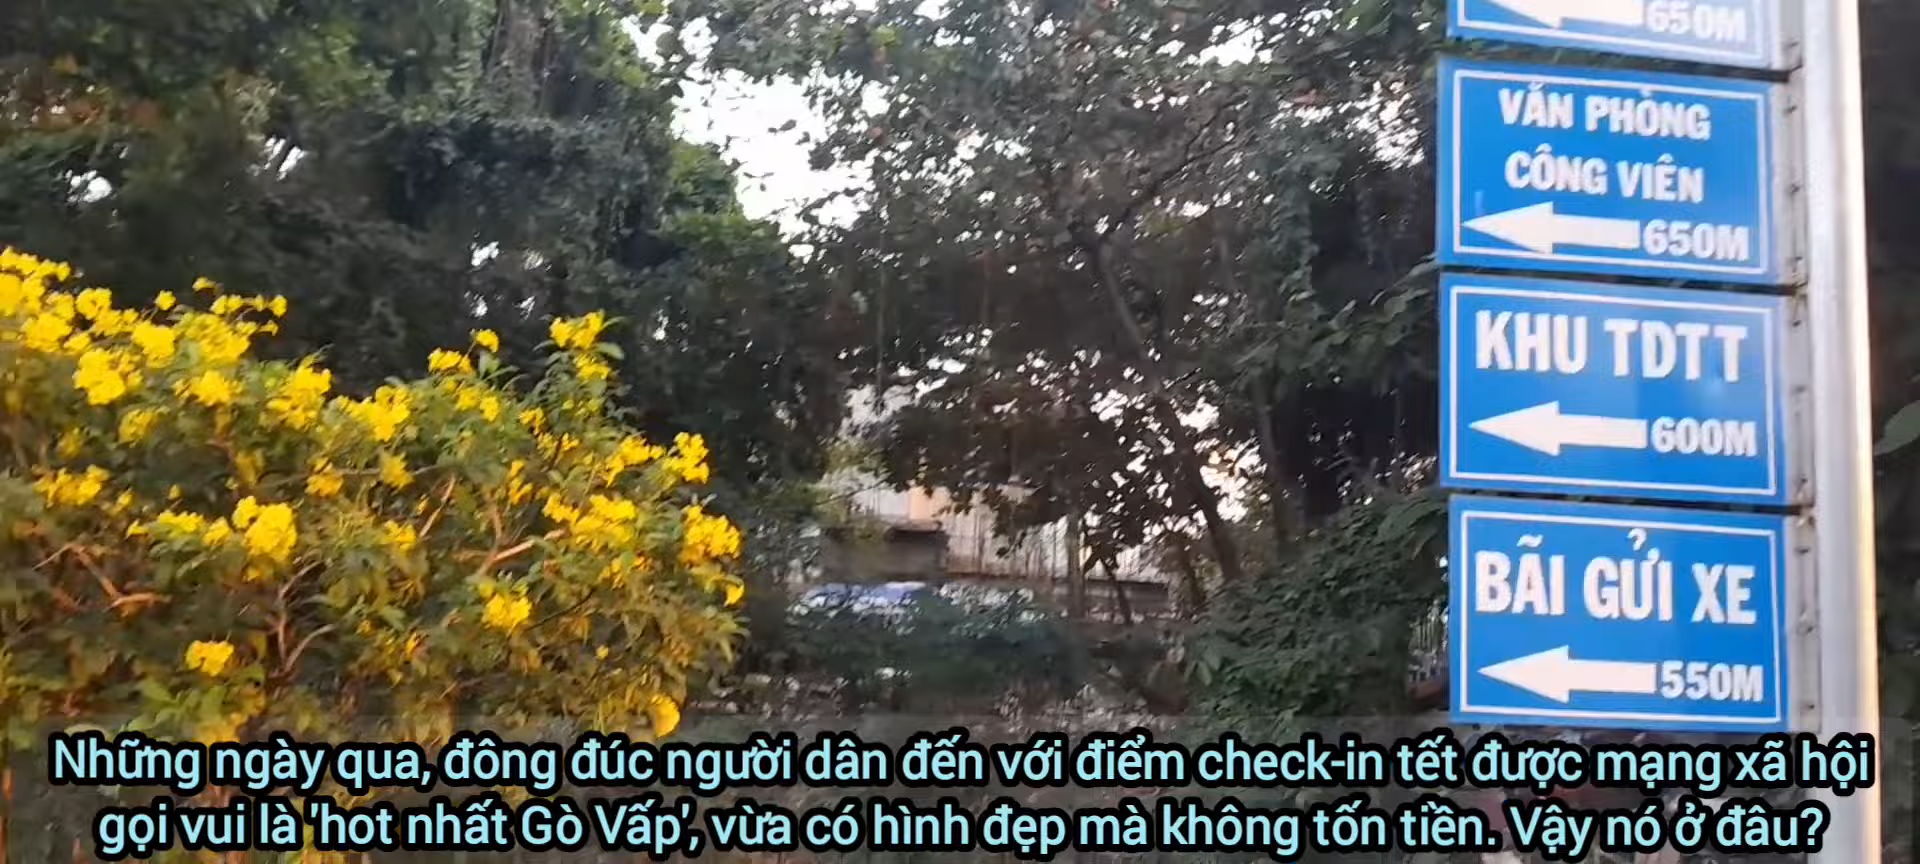 650M
VĂN PHÒNG
CÔNG VIÊN
650M
KHU TDTT
600M
BÃI GỬI XE
550M
Những ngày qua, đông đúc người dân đến với điểm check-in tết được mạng xã hội
gọi vui là 'hot nhất Gò Vấp', vừa có hình đẹp mà không tốn tiền. Vậy nó ở đâu?